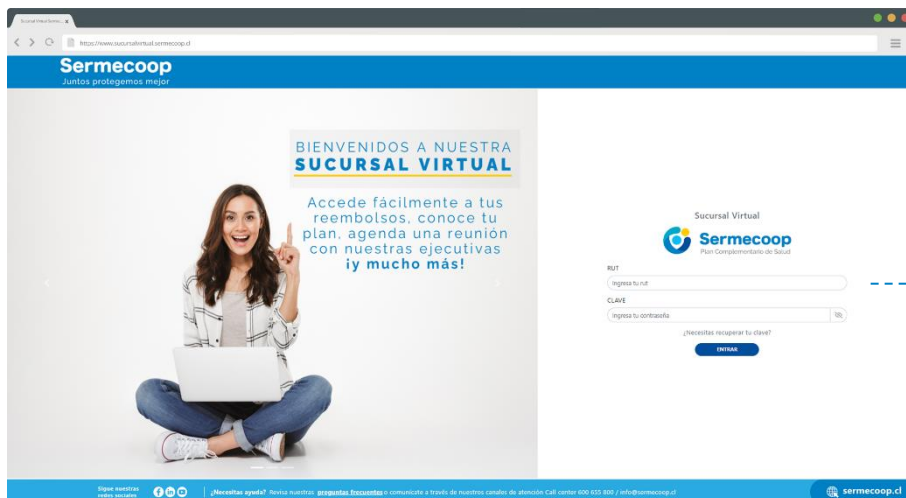 https://www.sucursalvirtual.sermecoop.cl
Sermecoop
Juntos protegemos mejor
BIENVENIDOS A NUESTRA
SUCURSAL VIRTUAL
Accede fácilmente a tus
reembolsos, conoce tu
plan, agenda una reunión
con nuestras ejecutivas
¡y mucho más!
Sucursal Virtual
Sermecoop
Plan Complementario de Salud
RUT
Ingresa tu rut
CLAVE
Ingresa tu contraseña
¿Necesitas recuperar tu clave?
ENTRAR
Sigue nuestras
redes sociales
¿Necesitas ayuda? Revisa nuestras preguntas frecuentes o comunícate a través de nuestros canales de atención Call center 600 655 800 / info@sermecoop.cl
sermecoop.cl